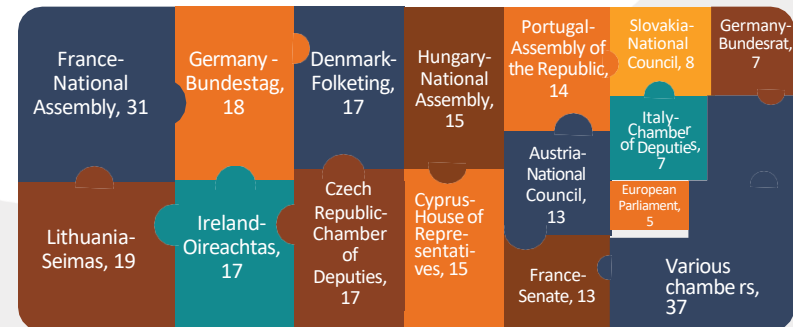 France-
National
Assembly, 31
Germany -
Bundestag,
18
Denmark-
Folketing,
17
Hungary-
National
Assembly,
15
Portugal-
Assembly of
the Republic,
14
Slovakia-
National
Council, 8
Germany-
Bundesrat,
7
Italy-
Chamber
of Deputies,
7
Austria-
National
Council,
13
European
Parliament,
5
Lithuania-
Seimas, 19
Ireland-
Oireachtas,
17
Czech
Republic-
Chamber
of
Deputies,
17
Cyprus-
House of
Repre-
sentati-
ves, 15
France-
Senate, 13
Various
chambe rs,
37